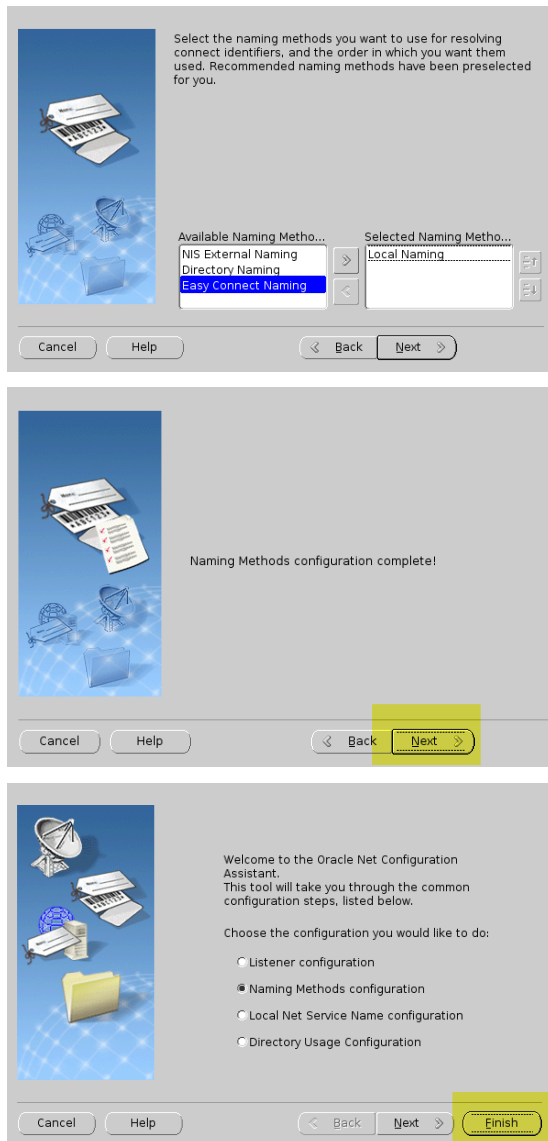 Select the naming methods you want to use for resolving
connect identifiers, and the order in which you want them
used. Recommended naming methods have been preselected
for you.
Available Naming Metho...
Selected Naming Metho...
NIS External Naming
Directory Naming
Easy Connect Naming
Local Naming
Cancel
Help
Back
Next
Naming Methods configuration complete!
Cancel
Help
Back
Next
Welcome to the Oracle Net Configuration
Assistant.
This tool will take you through the common
configuration steps, listed below.
Choose the configuration you would like to do:
Listener configuration
Naming Methods configuration
Local Net Service Name configuration
Directory Usage Configuration
Cancel
Help
Back
Next
Finish